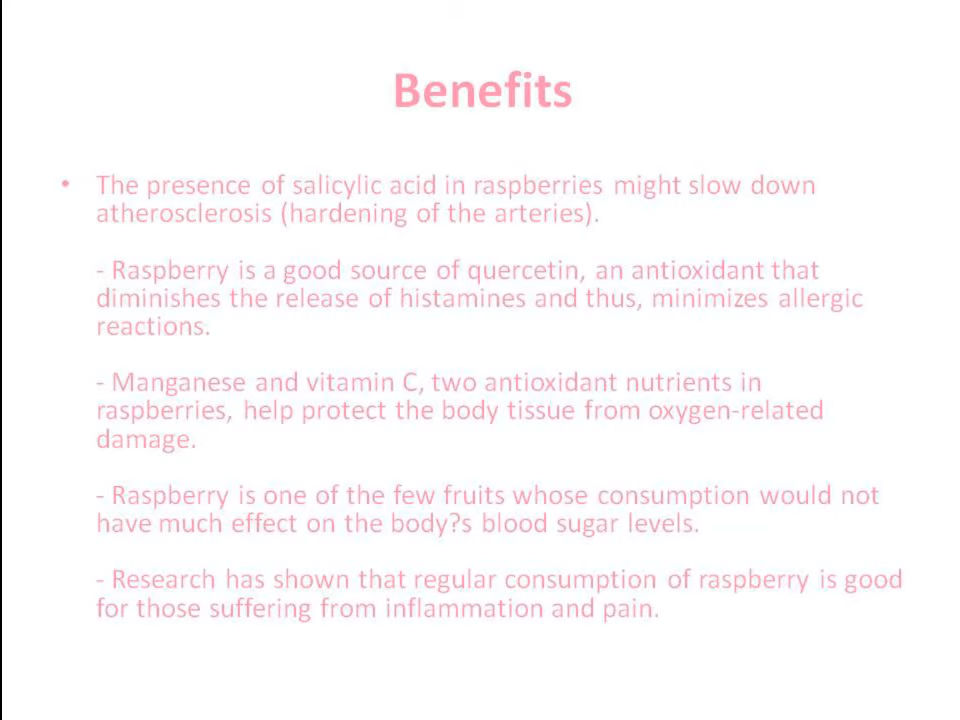 Benefits
• The presence of salicylic acid in raspberries might slow down
atherosclerosis (hardening of the arteries).
- Raspberry is a good source of quercetin, an antioxidant that
diminishes the release of histamines and thus, minimizes allergic
reactions.
- Manganese and vitamin C, two antioxidant nutrients in
raspberries, help protect the body tissue from oxygen-related
damage.
- Raspberry is one of the few fruits whose consumption would not
have much effect on the body?s blood sugar levels.
- Research has shown that regular consumption of raspberry is good
for those suffering from inflammation and pain.